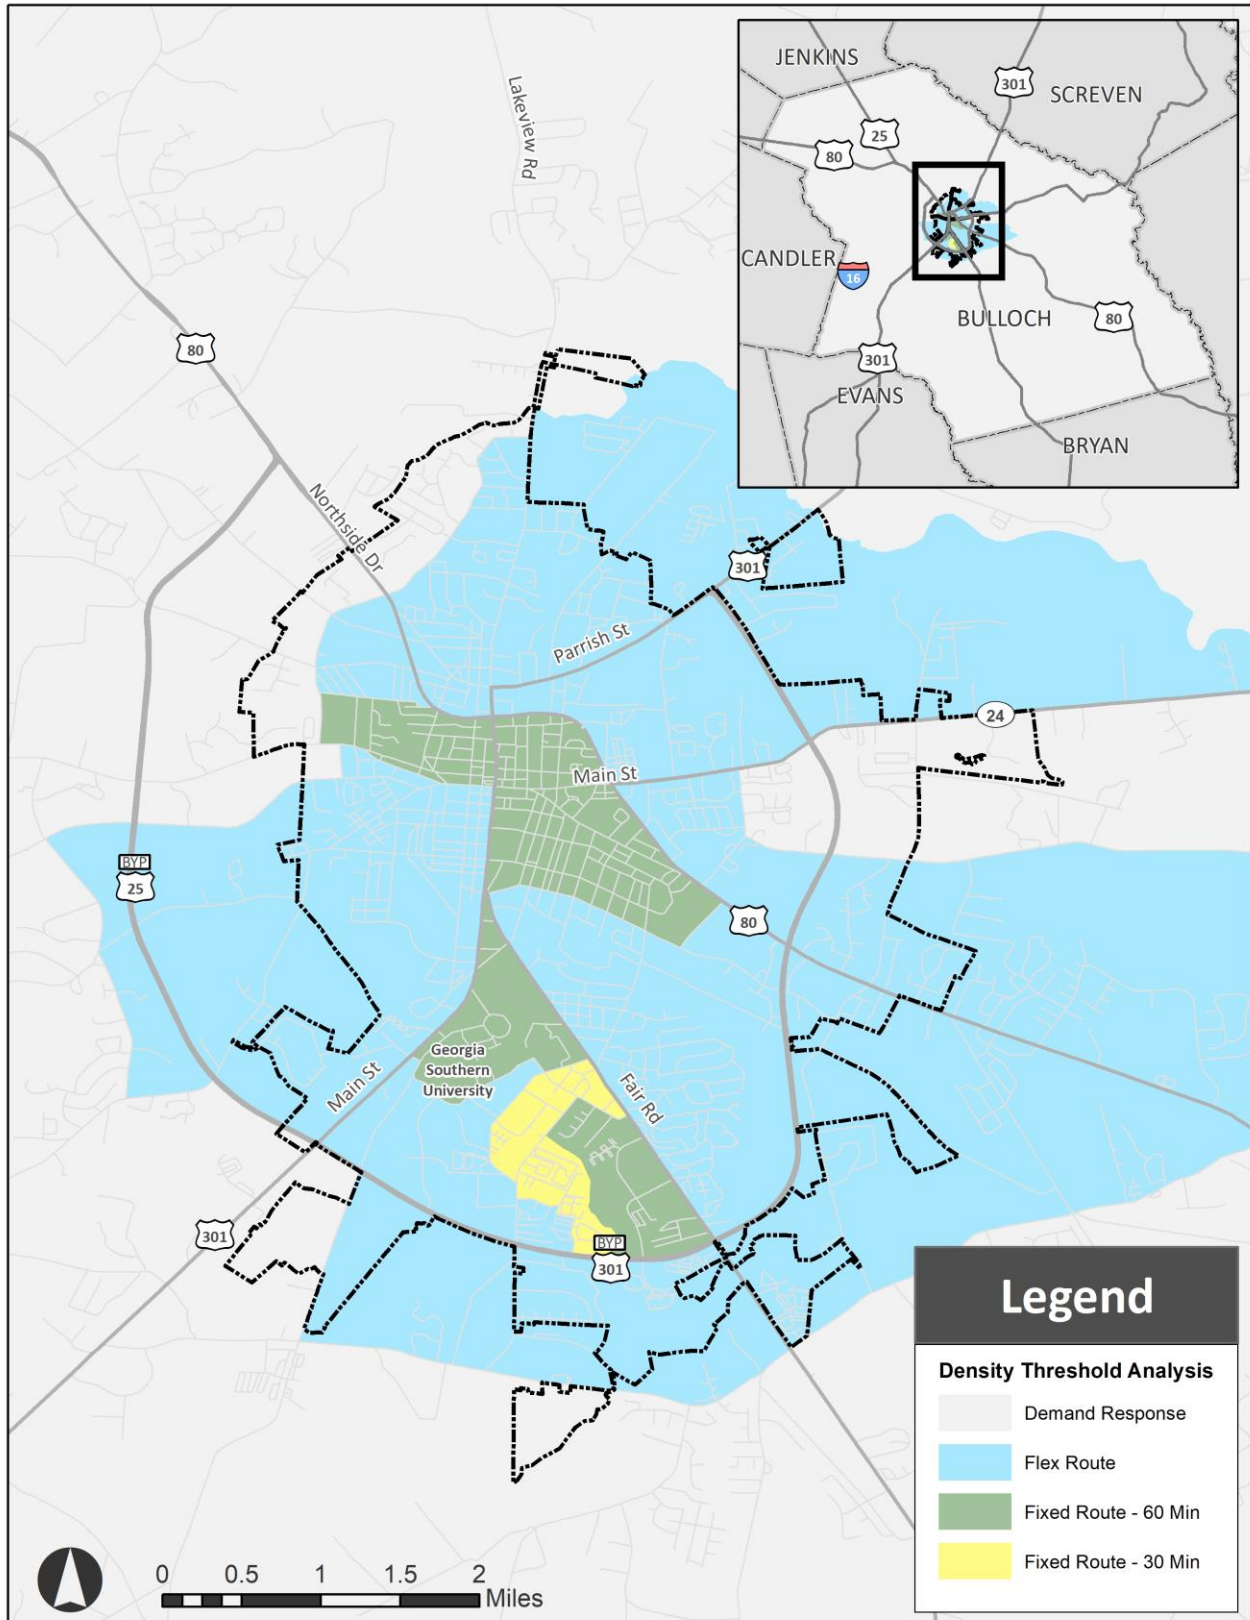 JENKINS
301
SCREVEN
25
80
CANDLER
16
BULLOCH
80
301
EVANS
BRYAN
Lakeview Rd
80
Northside Dr
301
Parrish St
24
Main St
BYP
25
80
Georgia
Southern
University
Main St
Fair Rd
301
BYP
301
Legend
Density Threshold Analysis
Demand Response
Flex Route
Fixed Route - 60 Min
Fixed Route - 30 Min
0 0.5 1 1.5 2
Miles